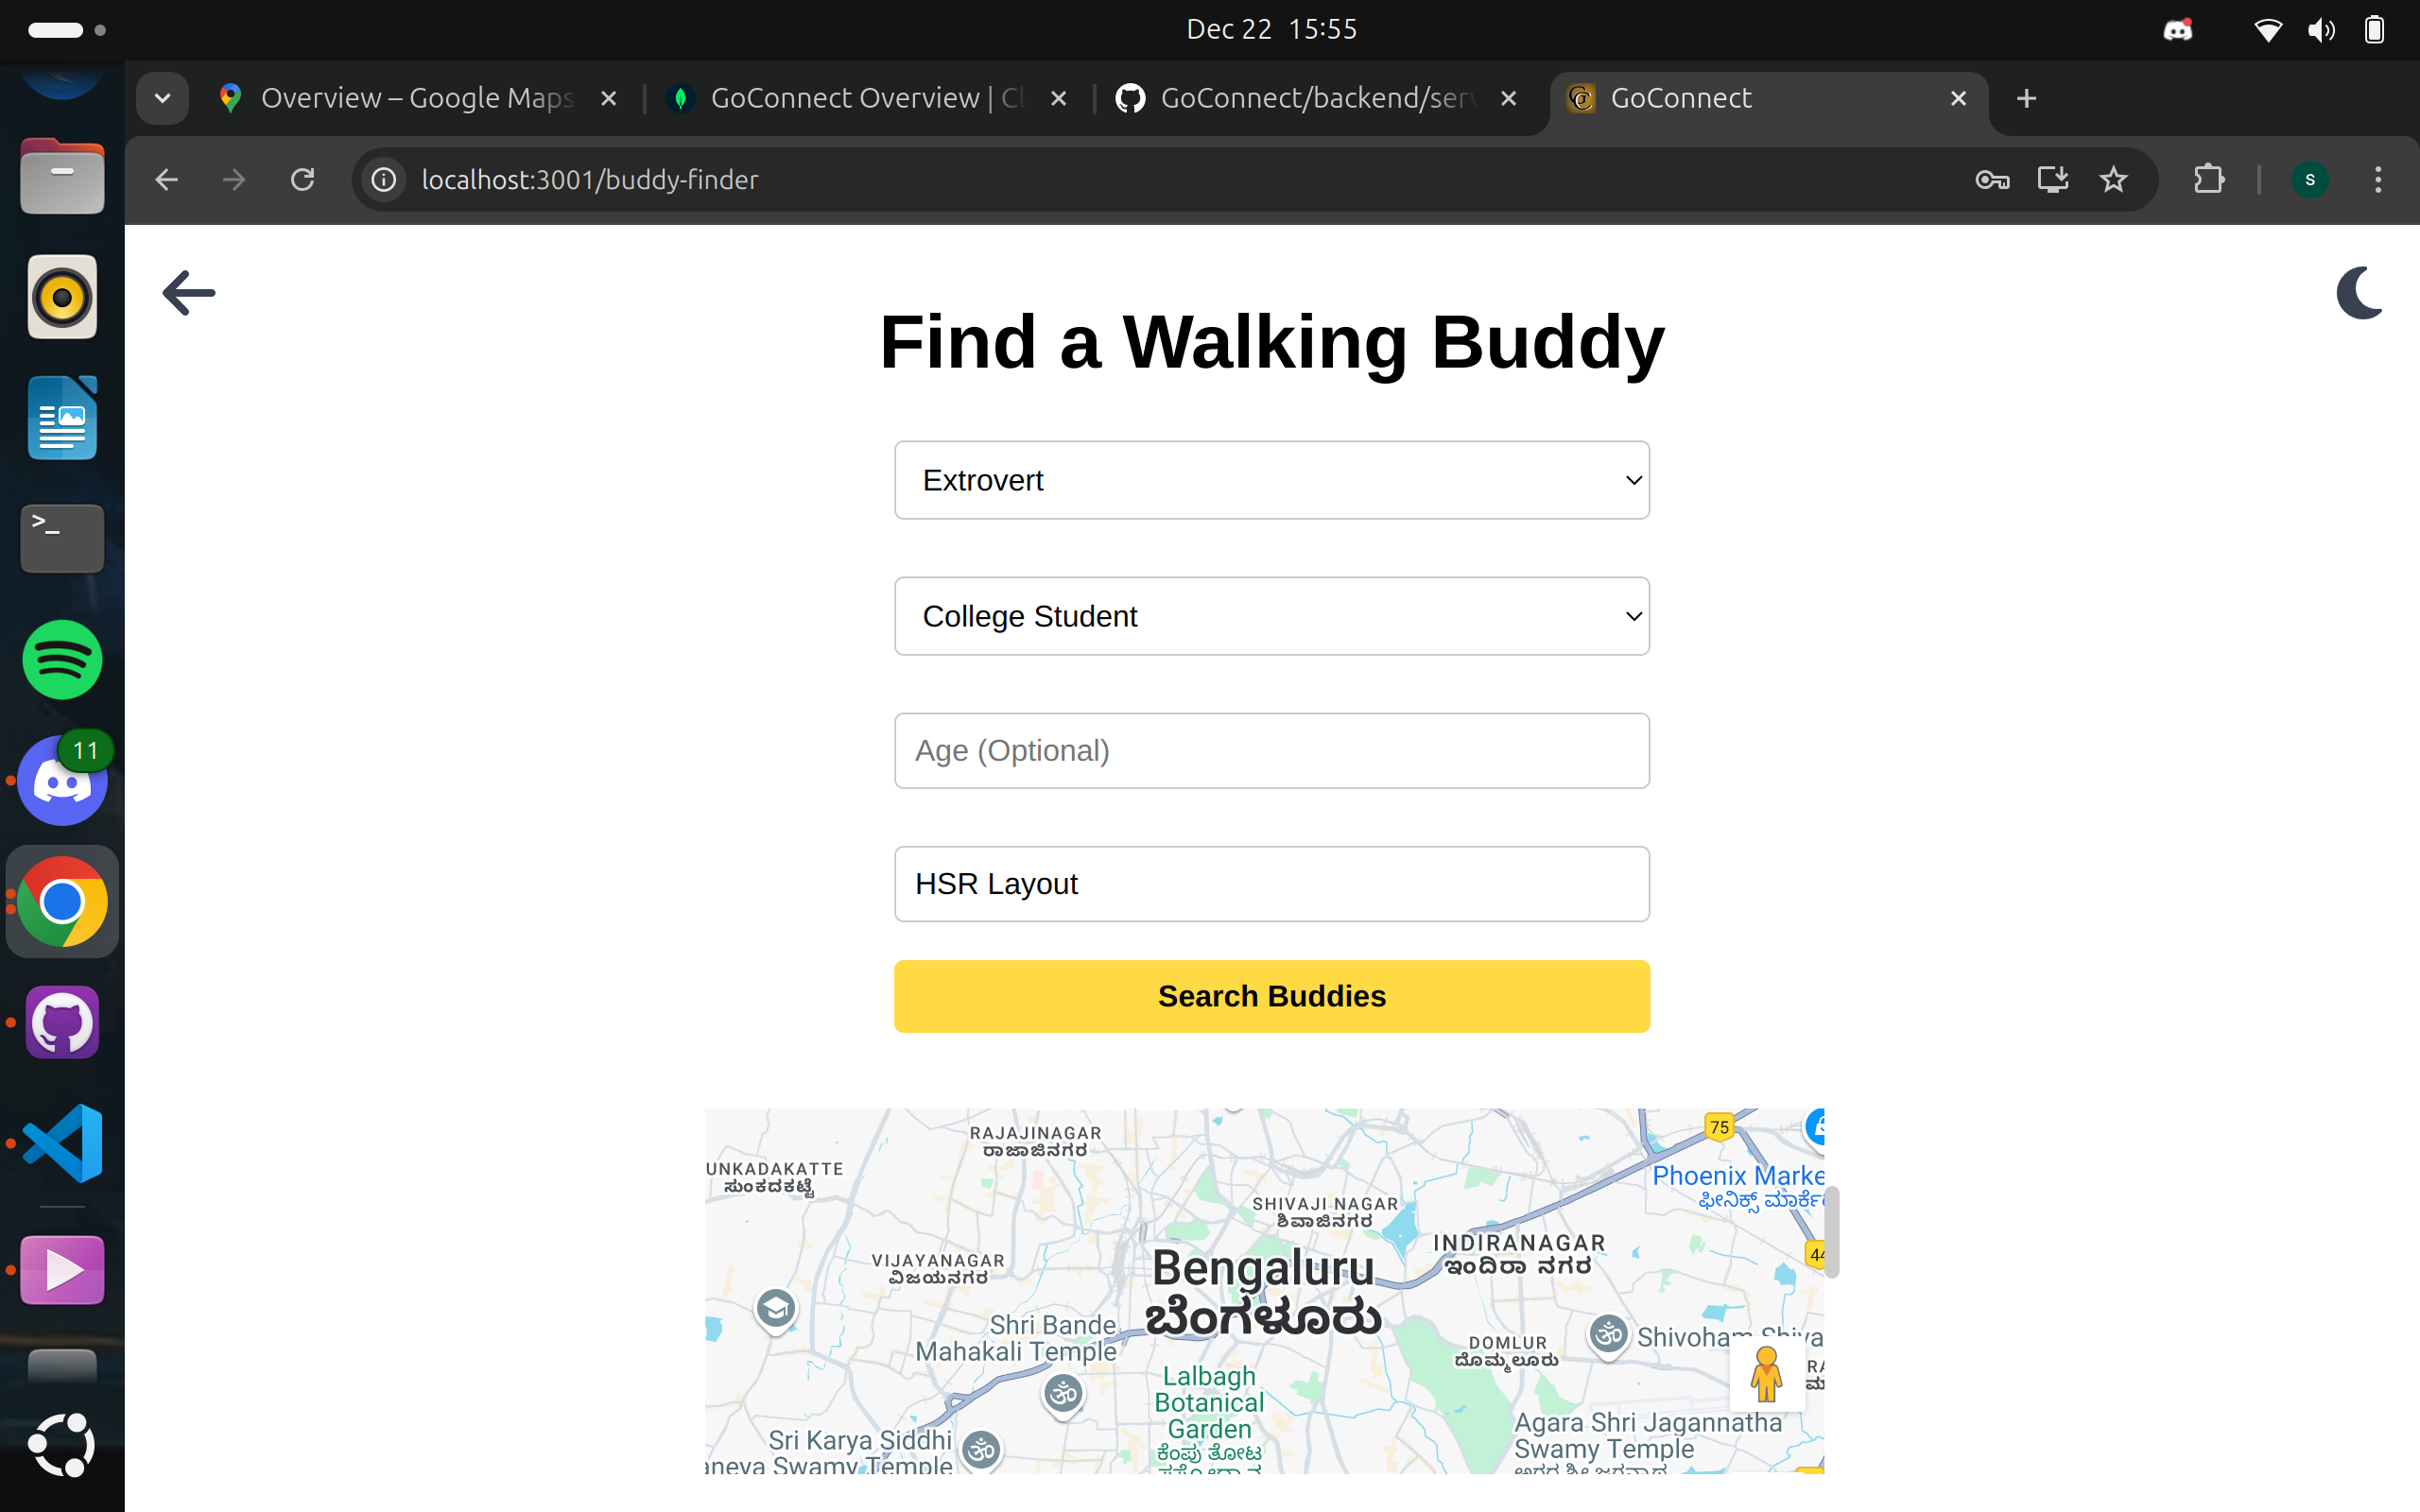 Dec 22 15:55
Overview – Google Maps
GoConnect Overview | Cl
GoConnect/backend/serv
GoConnect
localhost:3001/buddy-finder
s
Find a Walking Buddy
Extrovert
College Student
Age (Optional)
HSR Layout
Search Buddies
11
>_
RAJAJINAGAR
ರಾಜಾಜಿನಗರ
UNKADAKATTE
ಸುಂಕದಕಟ್ಟೆ
75
Phoenix Marke
SHIVAJI NAGAR
ಶಿವಾಜಿನಗರ
INDIRANAGAR
ಇಂದಿರಾ ನಗರ
44
VIJAYANAGAR
ವಿಜಯನಗರ
Bengaluru
ಬೆಂಗಳೂರು
Shri Bande
Mahakali Temple
DOMLUR
ದೊಮ್ಮಲೂರು
Shivoham Shiva
Lalbagh
Botanical
Garden
ಕೆಂಪು ತೋಟ
Agara Shri Jagannatha
Swamy Temple
Sri Karya Siddhi
aneya Swamy Temple